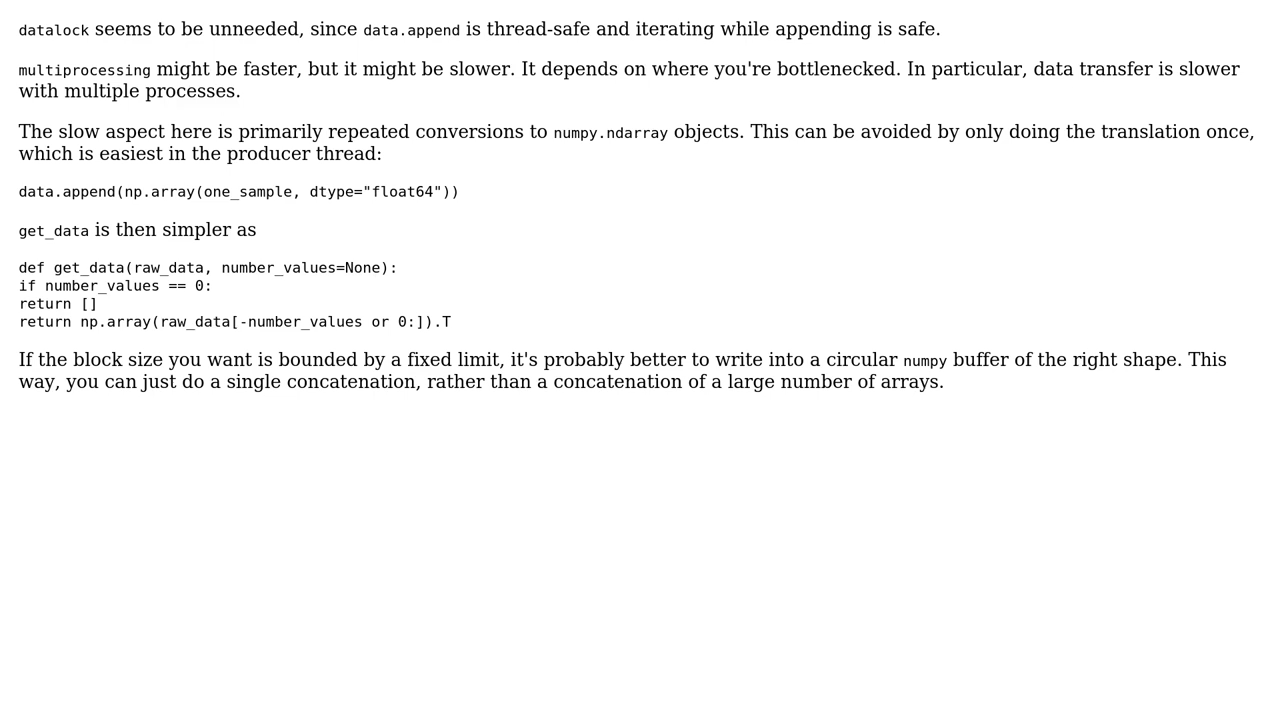 datalock seems to be unneeded, since data.append is thread-safe and iterating while appending is safe.
multiprocessing might be faster, but it might be slower. It depends on where you're bottlenecked. In particular, data transfer is slower
with multiple processes.
The slow aspect here is primarily repeated conversions to numpy.ndarray objects. This can be avoided by only doing the translation once,
which is easiest in the producer thread:
data.append(np.array(one_sample, dtype="float64"))
get_data is then simpler as
def get_data(raw_data, number_values=None):
if number_values == 0:
return []
return np.array(raw_data[-number_values or 0:]).T
If the block size you want is bounded by a fixed limit, it's probably better to write into a circular numpy buffer of the right shape. This
way, you can just do a single concatenation, rather than a concatenation of a large number of arrays.